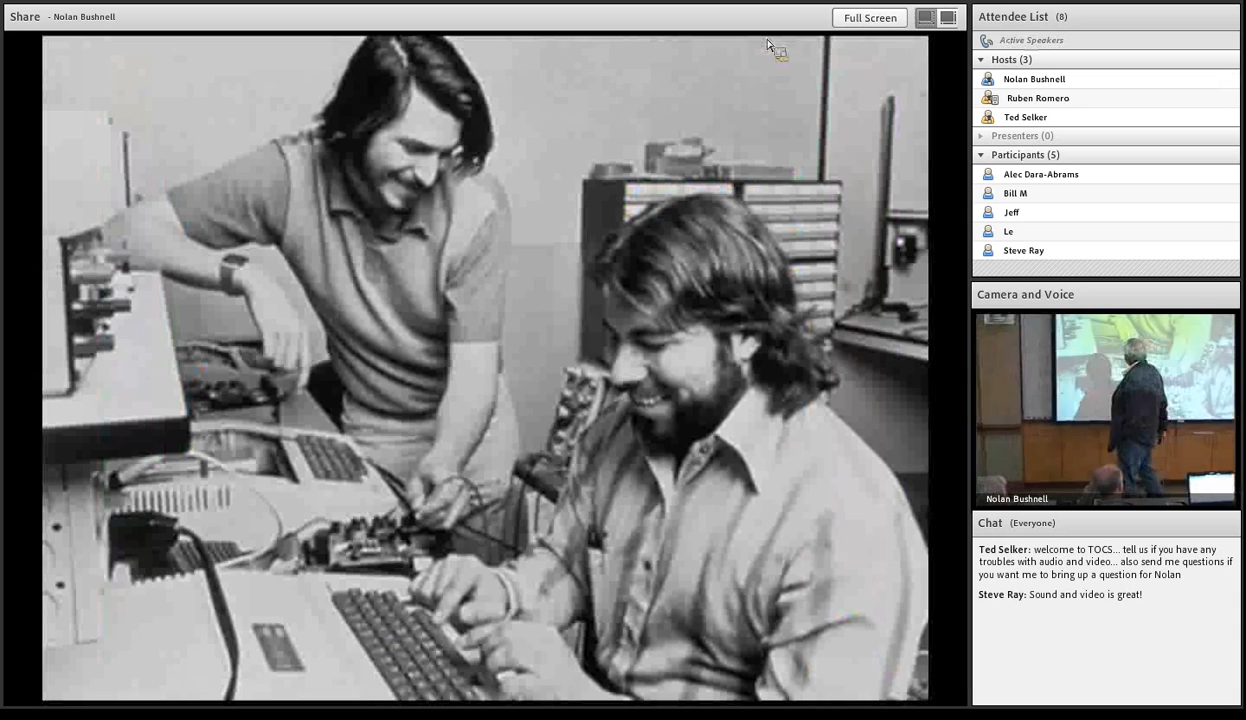 Share - Nolan Bushnell
Full Screen
Attendee List (8)
Active Speakers
Hosts (3)
Nolan Bushnell
Ruben Romero
Ted Selker
Presenters (0)
Participants (5)
Alec Dara-Abrams
Bill M
Jeff
Le
Steve Ray
Camera and Voice
Nolan Bushnell
Chat (Everyone)
Ted Selker: welcome to TOCS... tell us if you have any
troubles with audio and video... also send me questions if
you want me to bring up a question for Nolan
Steve Ray: Sound and video is great!